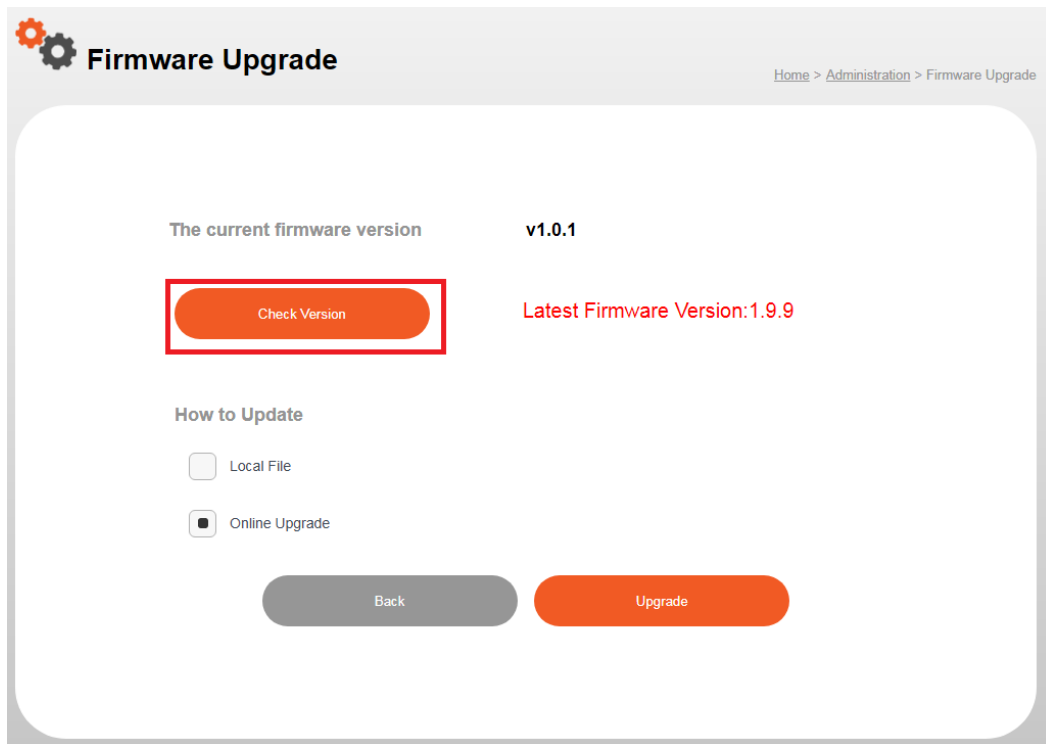 Firmware Upgrade
Home > Administration > Firmware Upgrade
The current firmware version v1.0.1
Check Version Latest Firmware Version:1.9.9
How to Update
Local File
Online Upgrade
Back Upgrade